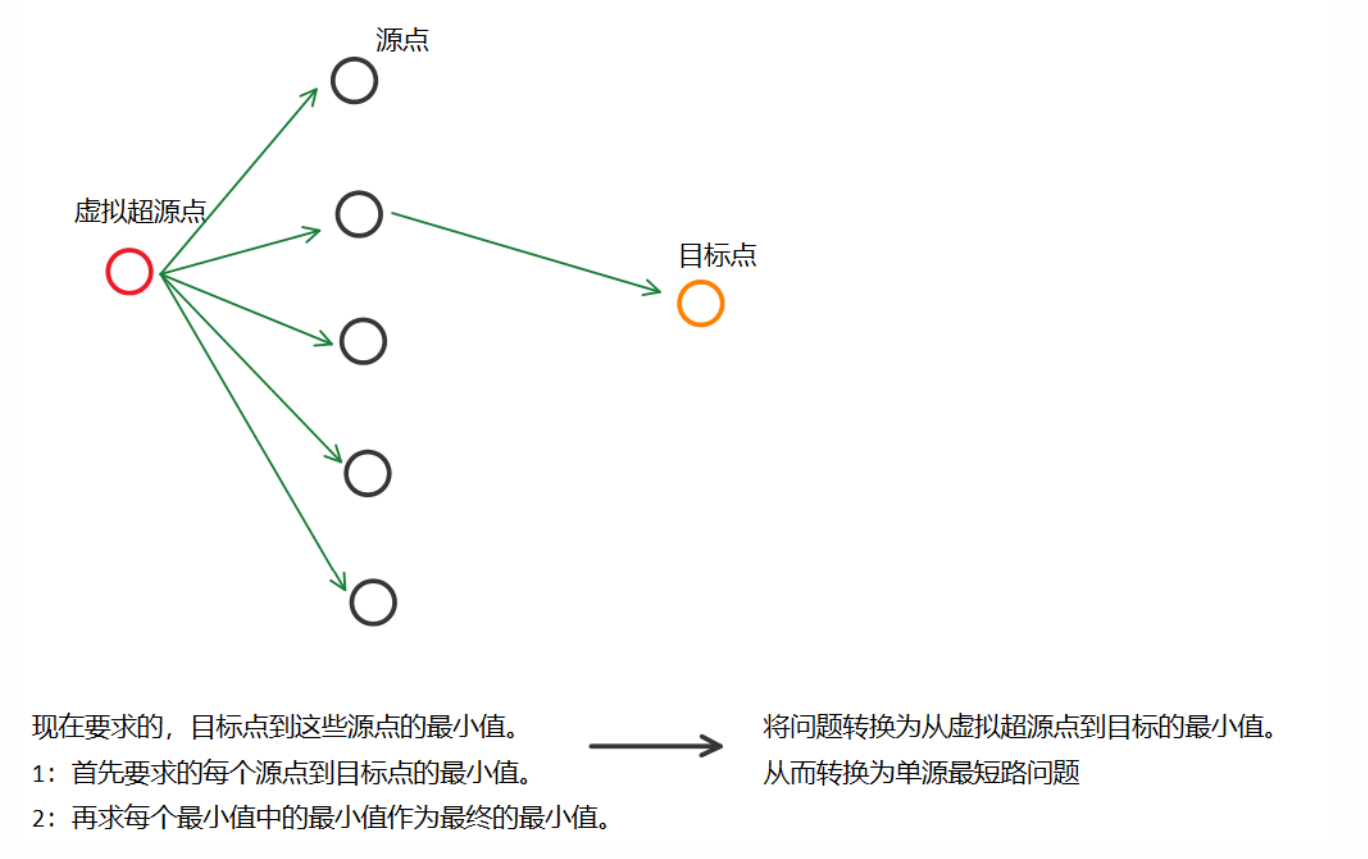 源点
虚拟超源点
目标点
现在要求的，目标点到这些源点的最小值。
1：首先要求的每个源点到目标点的最小值。
2：再求每个最小值中的最小值作为最终的最小值。
将问题转换为从虚拟超源点到目标的最小值。
从而转换为单源最短路问题